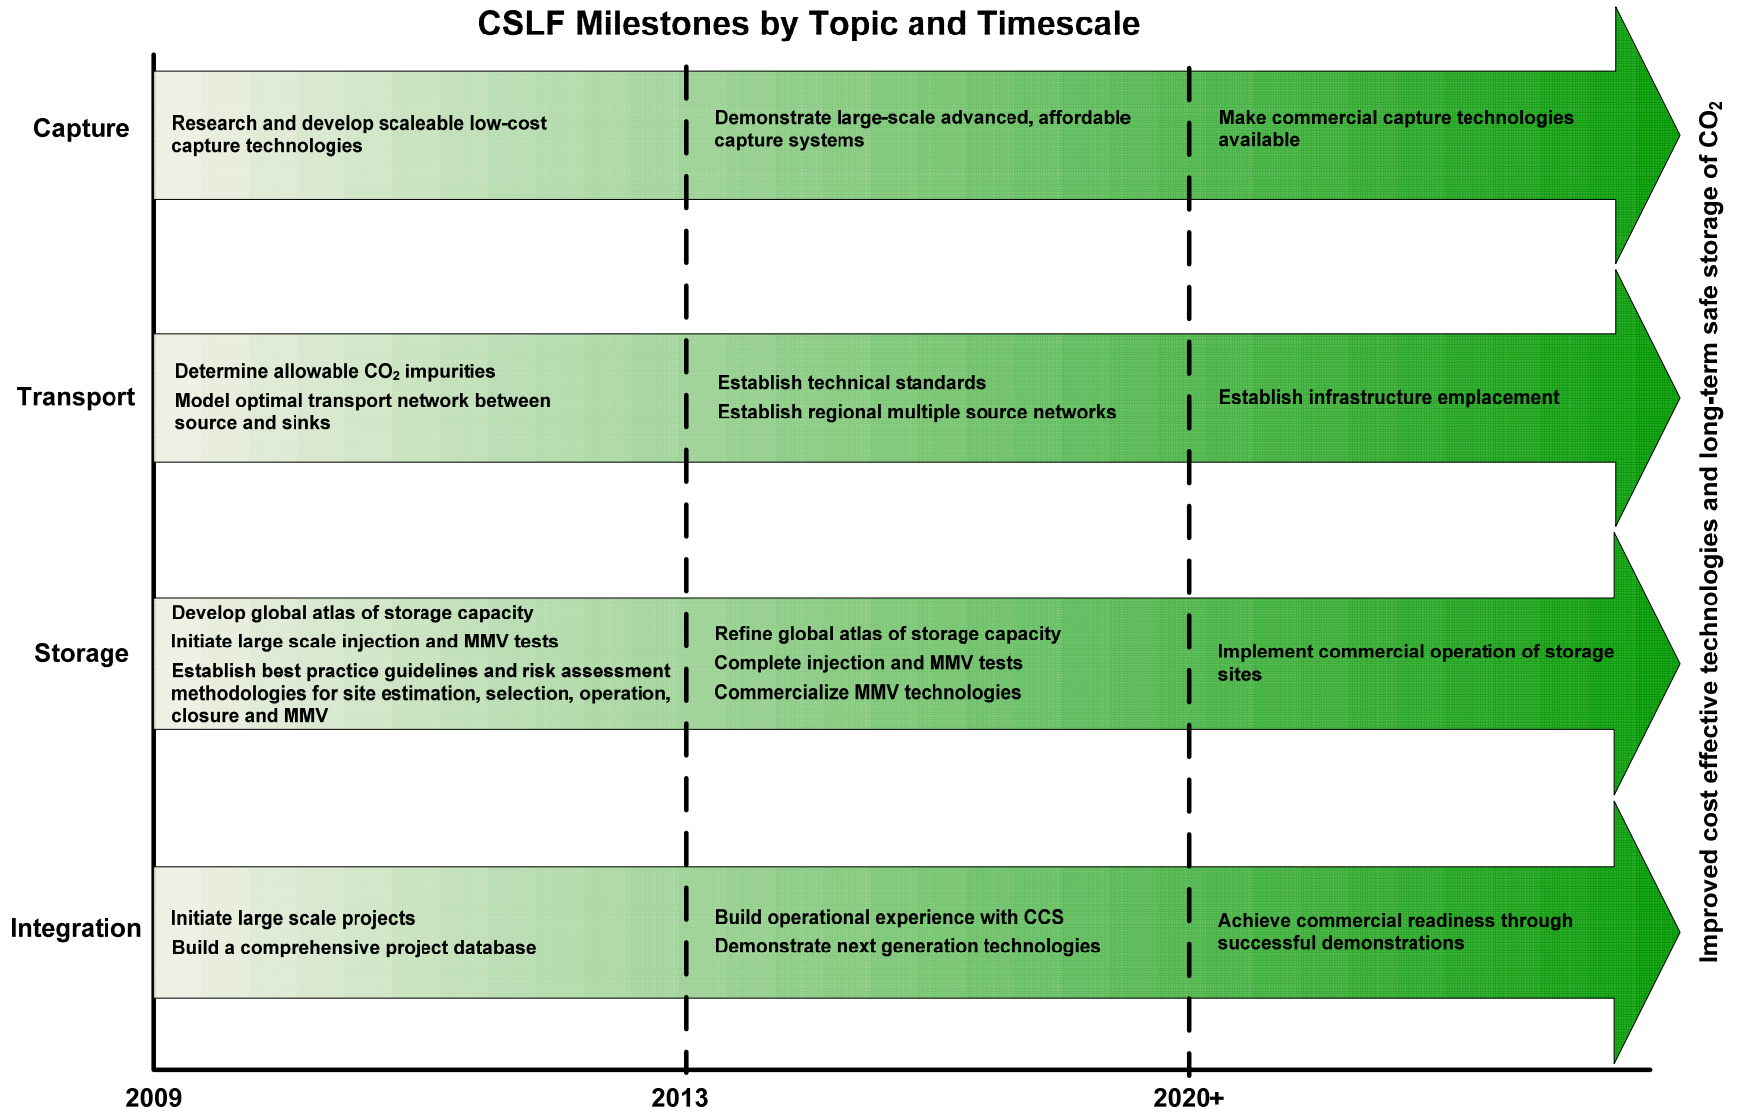 CSLF Milestones by Topic and Timescale
Capture
Research and develop scaleable low-cost
capture technologies
Demonstrate large-scale advanced, affordable
capture systems
Make commercial capture technologies
available
Transport
Determine allowable CO₂ impurities
Model optimal transport network between
source and sinks
Establish technical standards
Establish regional multiple source networks
Establish infrastructure emplacement
Storage
Develop global atlas of storage capacity
Initiate large scale injection and MMV tests
Establish best practice guidelines and risk assessment
methodologies for site estimation, selection, operation,
closure and MMV
Refine global atlas of storage capacity
Complete injection and MMV tests
Commercialize MMV technologies
Implement commercial operation of storage
sites
Integration
Initiate large scale projects
Build a comprehensive project database
Build operational experience with CCS
Demonstrate next generation technologies
Achieve commercial readiness through
successful demonstrations
2009
2013
2020+
Improved cost effective technologies and long-term safe storage of CO₂